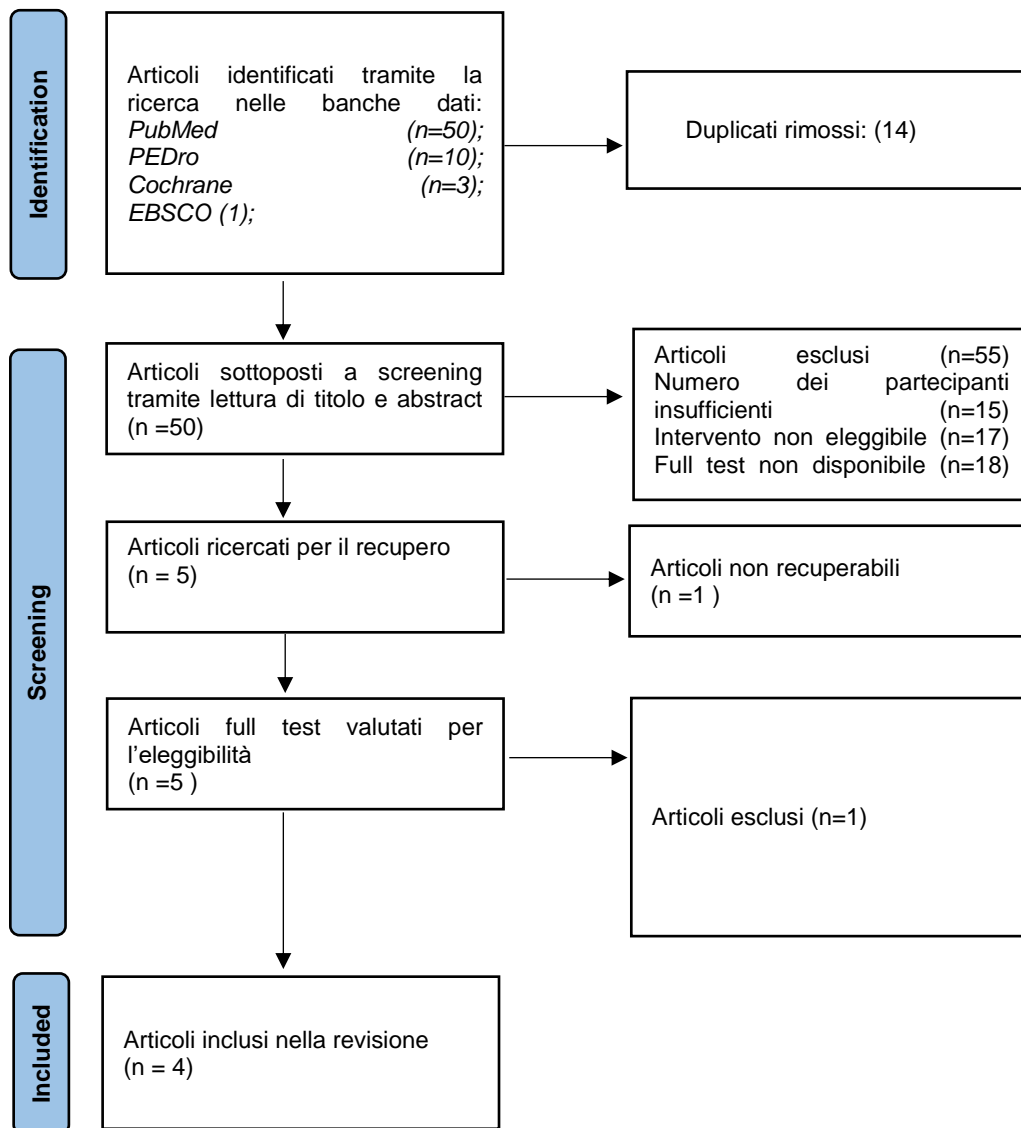 Identification
Articoli identificati tramite la
ricerca nelle banche dati:
PubMed (n=50);
PEDro (n=10);
Cochrane (n=3);
EBSCO (1);
Duplicati rimossi: (14)
Screening
Articoli sottoposti a screening
tramite lettura di titolo e abstract
(n =50)
Articoli esclusi (n=55)
Numero dei partecipanti
insufficienti (n=15)
Intervento non eleggibile (n=17)
Full test non disponibile (n=18)
Articoli ricercati per il recupero
(n = 5)
Articoli non recuperabili
(n =1 )
Articoli full test valutati per
l'eleggibilità
(n =5 )
Articoli esclusi (n=1)
Included
Articoli inclusi nella revisione
(n = 4)